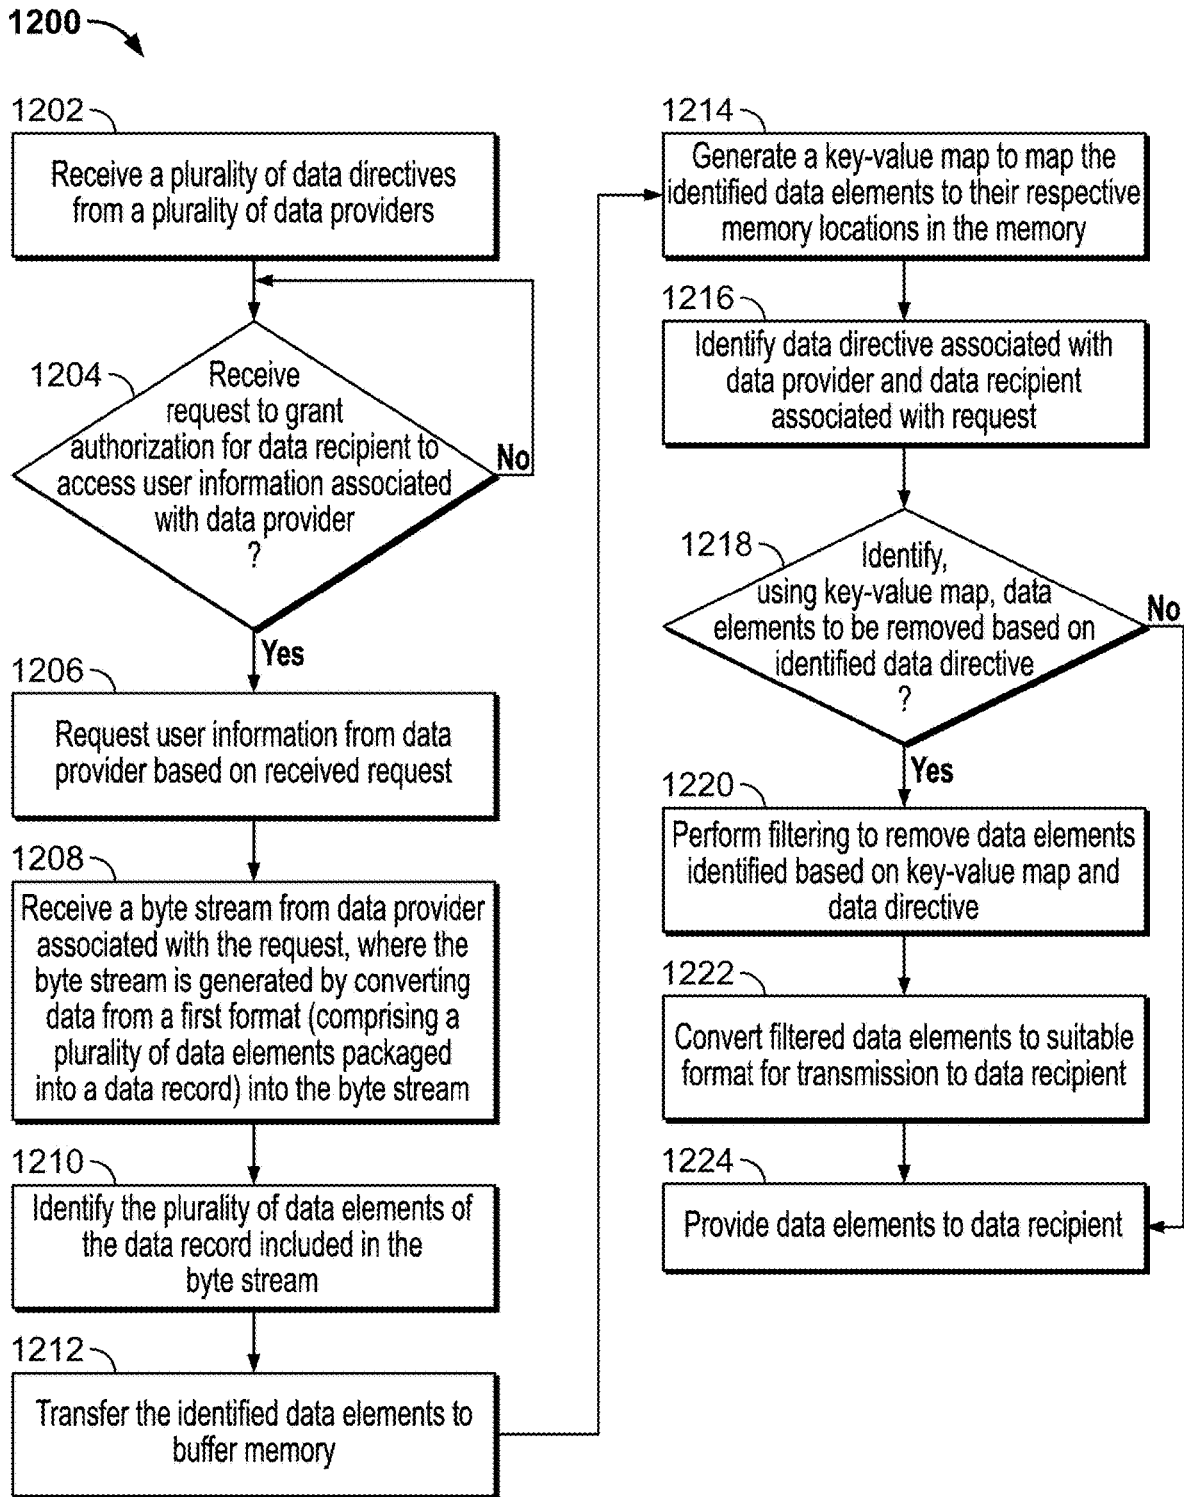 1200
1202
Receive a plurality of data directives
from a plurality of data providers
1204
Receive
request to grant
authorization for data recipient to
access user information associated
with data provider
?
No
Yes
1206
Request user information from data
provider based on received request
1208
Receive a byte stream from data provider
associated with the request, where the
byte stream is generated by converting
data from a first format (comprising a
plurality of data elements packaged
into a data record) into the byte stream
1210
Identify the plurality of data elements of
the data record included in the
byte stream
1212
Transfer the identified data elements to
buffer memory
1214
Generate a key-value map to map the
identified data elements to their respective
memory locations in the memory
1216
Identify data directive associated with
data provider and data recipient
associated with request
1218
Identify,
using key-value map, data
elements to be removed based on
identified data directive
?
No
Yes
1220
Perform filtering to remove data elements
identified based on key-value map and
data directive
1222
Convert filtered data elements to suitable
format for transmission to data recipient
1224
Provide data elements to data recipient